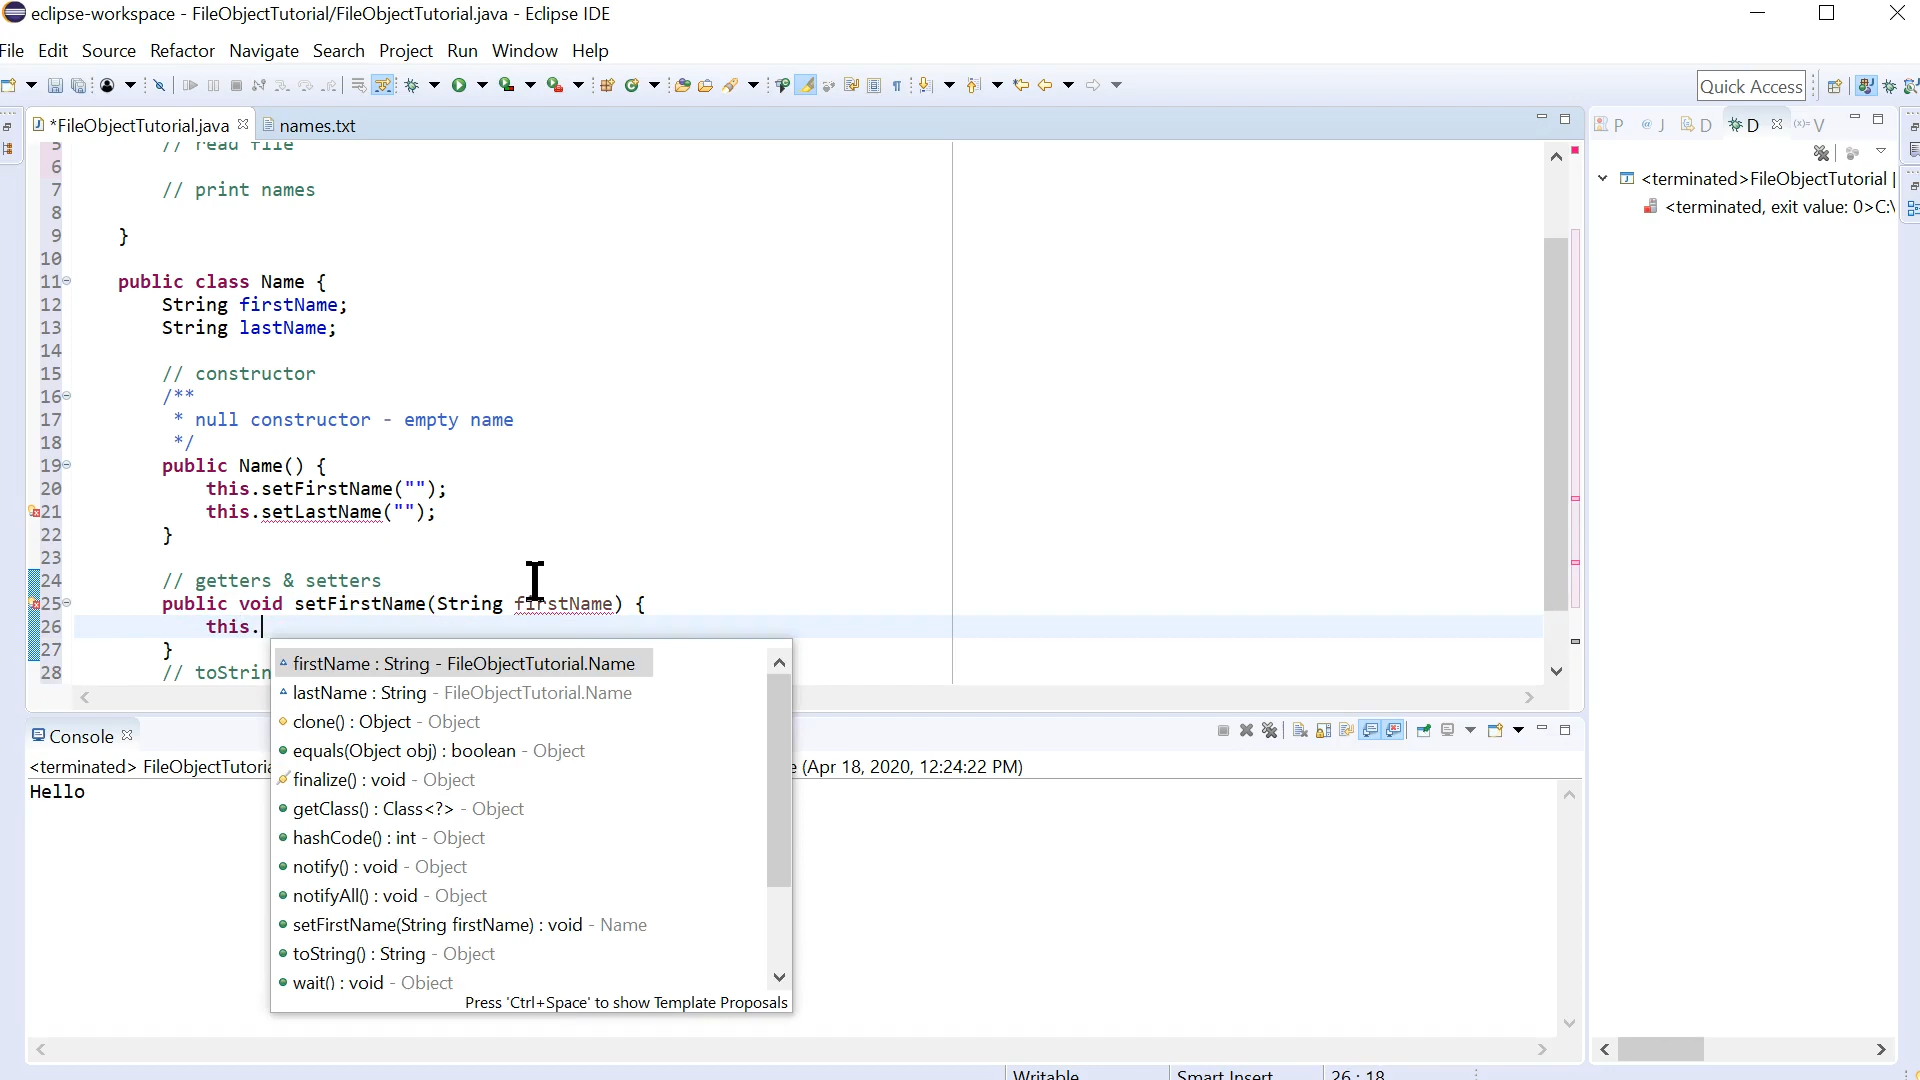 eclipse-workspace - FileObjectTutorial/FileObjectTutorial.java - Eclipse IDE
File Edit Source Refactor Navigate Search Project Run Window Help
Quick Access
*FileObjectTutorial.java names.txt
P @ J D D (x)= V
5 // read file
6
7 // print names
8
9 }
10
11 public class Name {
12 String firstName;
13 String lastName;
14
15 // constructor
16 /**
17 * null constructor - empty name
18 */
19 public Name() {
20 this.setFirstName("");
21 this.setLastName("");
22 }
23
24 // getters & setters
25 public void setFirstName(String firstName) {
26 this.
27 }
28 // toStrin
firstName : String - FileObjectTutorial.Name
lastName : String - FileObjectTutorial.Name
clone() : Object - Object
equals(Object obj) : boolean - Object
finalize() : void - Object
getClass() : Class<?> - Object
hashCode() : int - Object
notify() : void - Object
notifyAll() : void - Object
setFirstName(String firstName) : void - Name
toString() : String - Object
wait() : void - Object
Press 'Ctrl+Space' to show Template Proposals
<terminated>FileObjectTutorial |
<terminated, exit value: 0>C:\
Console
<terminated> FileObjectTutoria e (Apr 18, 2020, 12:24:22 PM)
Hello
Writable Smart Insert 26 : 18